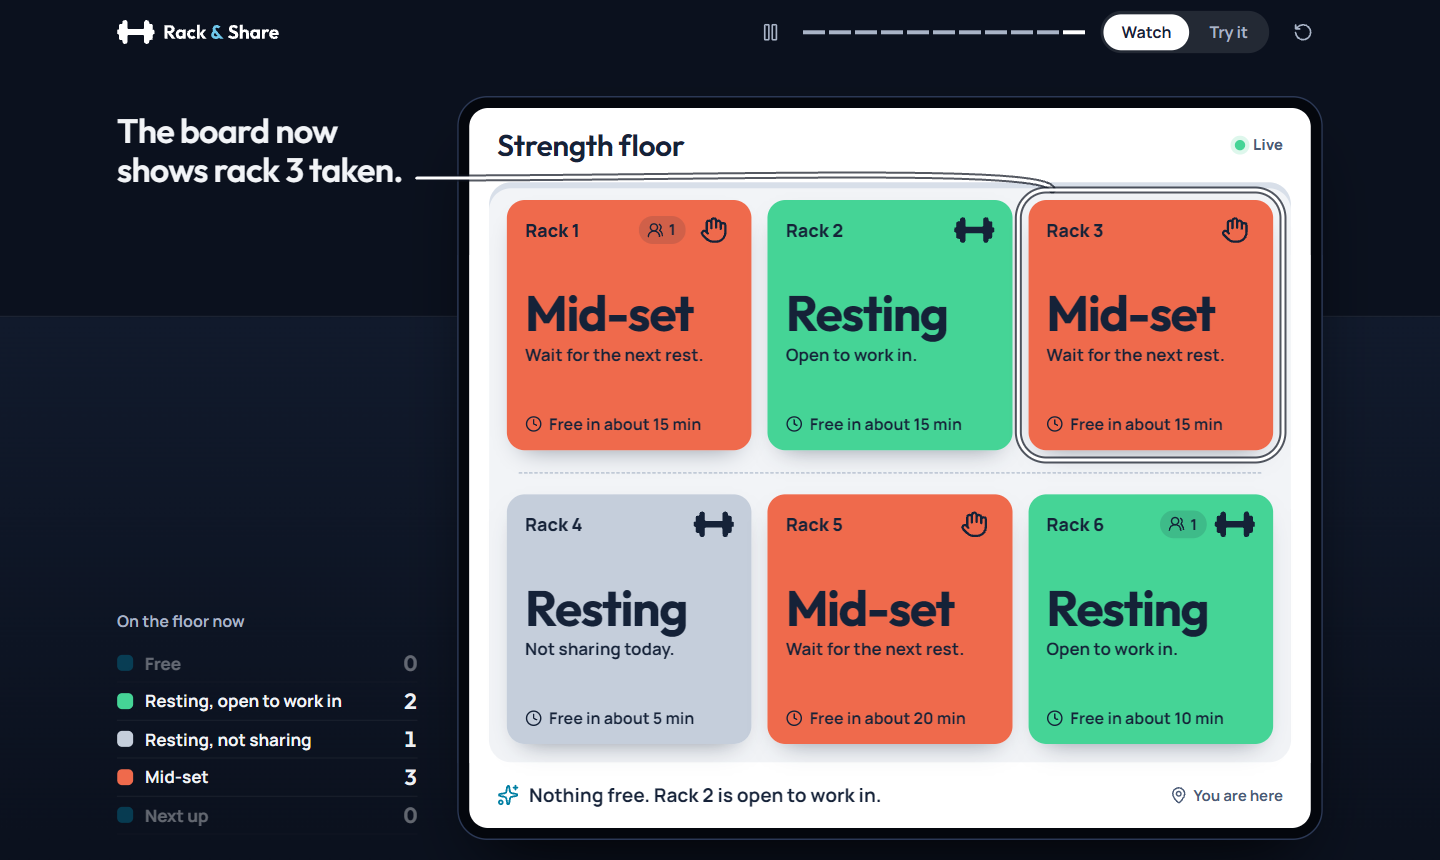 Rack & Share
Watch
Try it
The board now
shows rack 3 taken.
Strength floor
Live
Rack 1
1
Mid-set
Wait for the next rest.
Free in about 15 min
Rack 2
Resting
Open to work in.
Free in about 15 min
Rack 3
Mid-set
Wait for the next rest.
Free in about 15 min
Rack 4
Resting
Not sharing today.
Free in about 5 min
Rack 5
Mid-set
Wait for the next rest.
Free in about 20 min
Rack 6
1
Resting
Open to work in.
Free in about 10 min
On the floor now
Free 0
Resting, open to work in 2
Resting, not sharing 1
Mid-set 3
Next up 0
Nothing free. Rack 2 is open to work in.
You are here